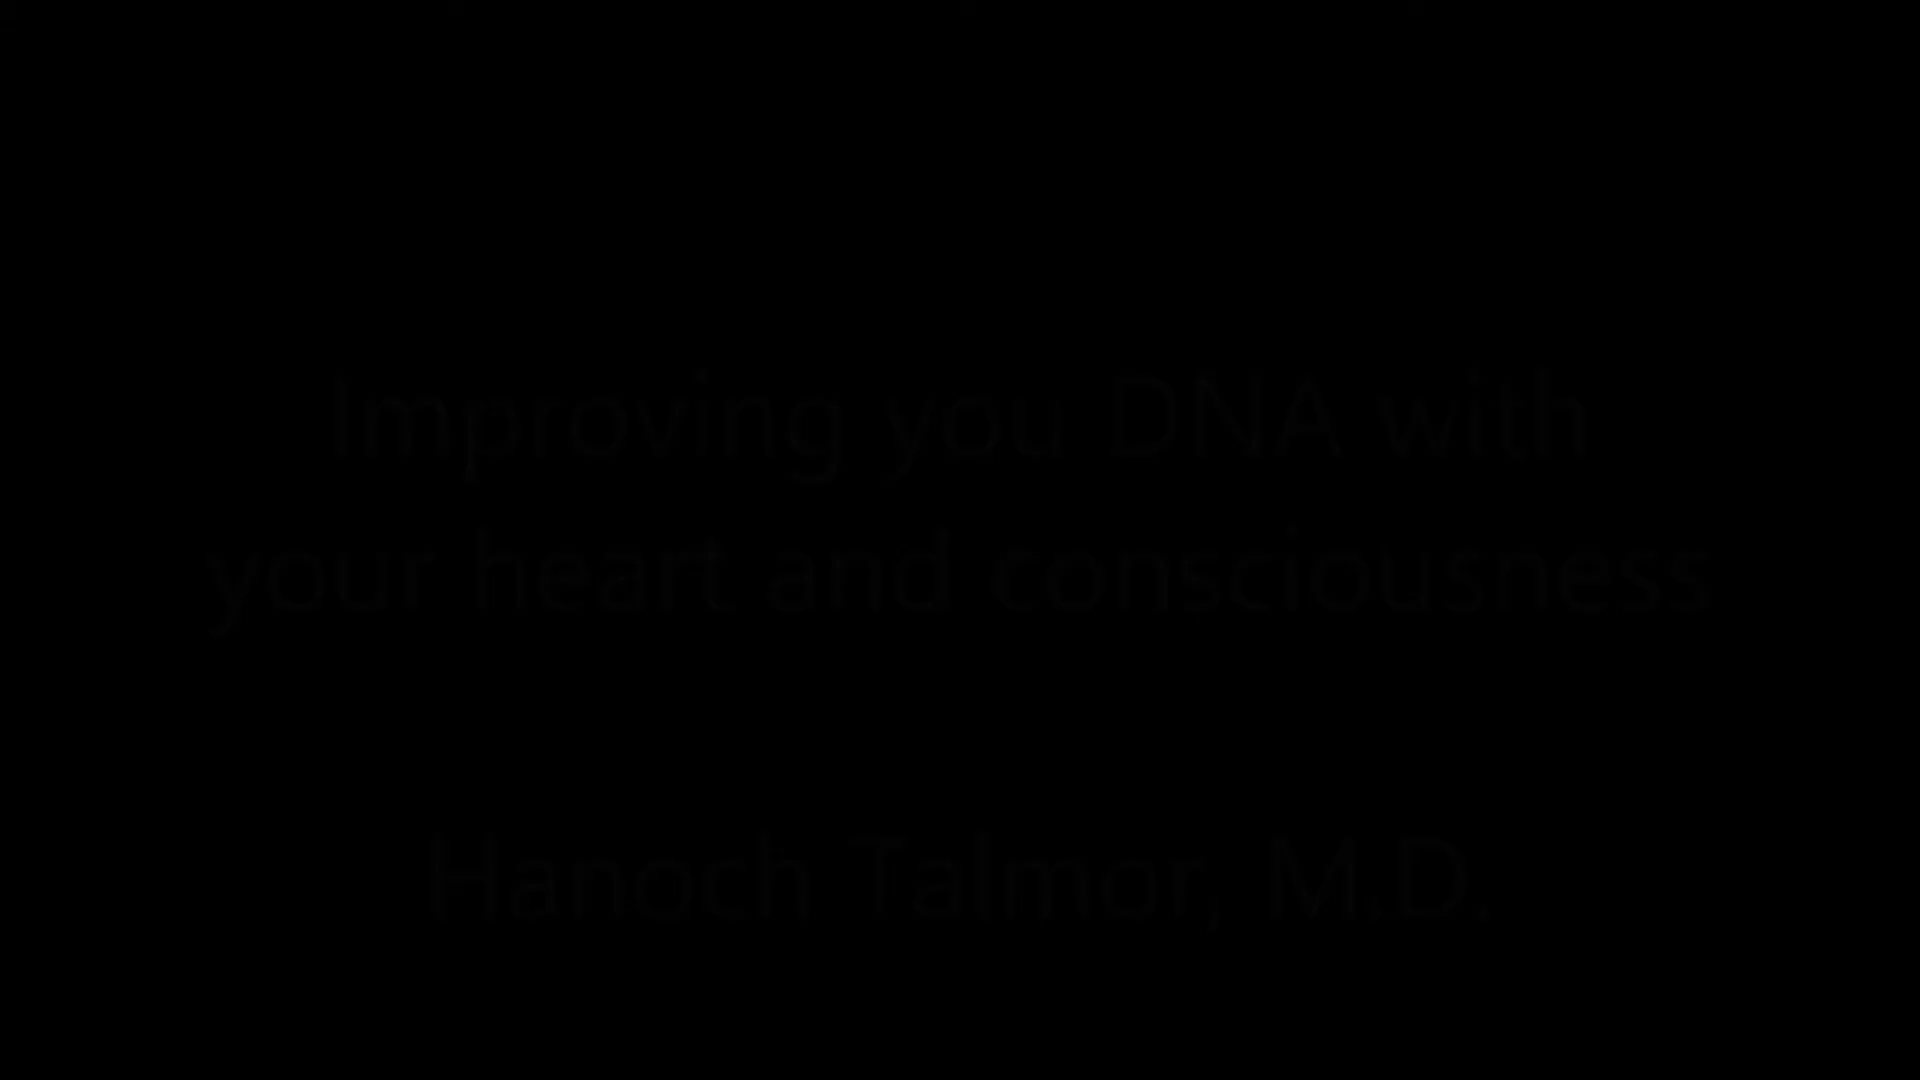 Improving you DNA with
your heart and consciousness
Hanoch Talmor, M.D.